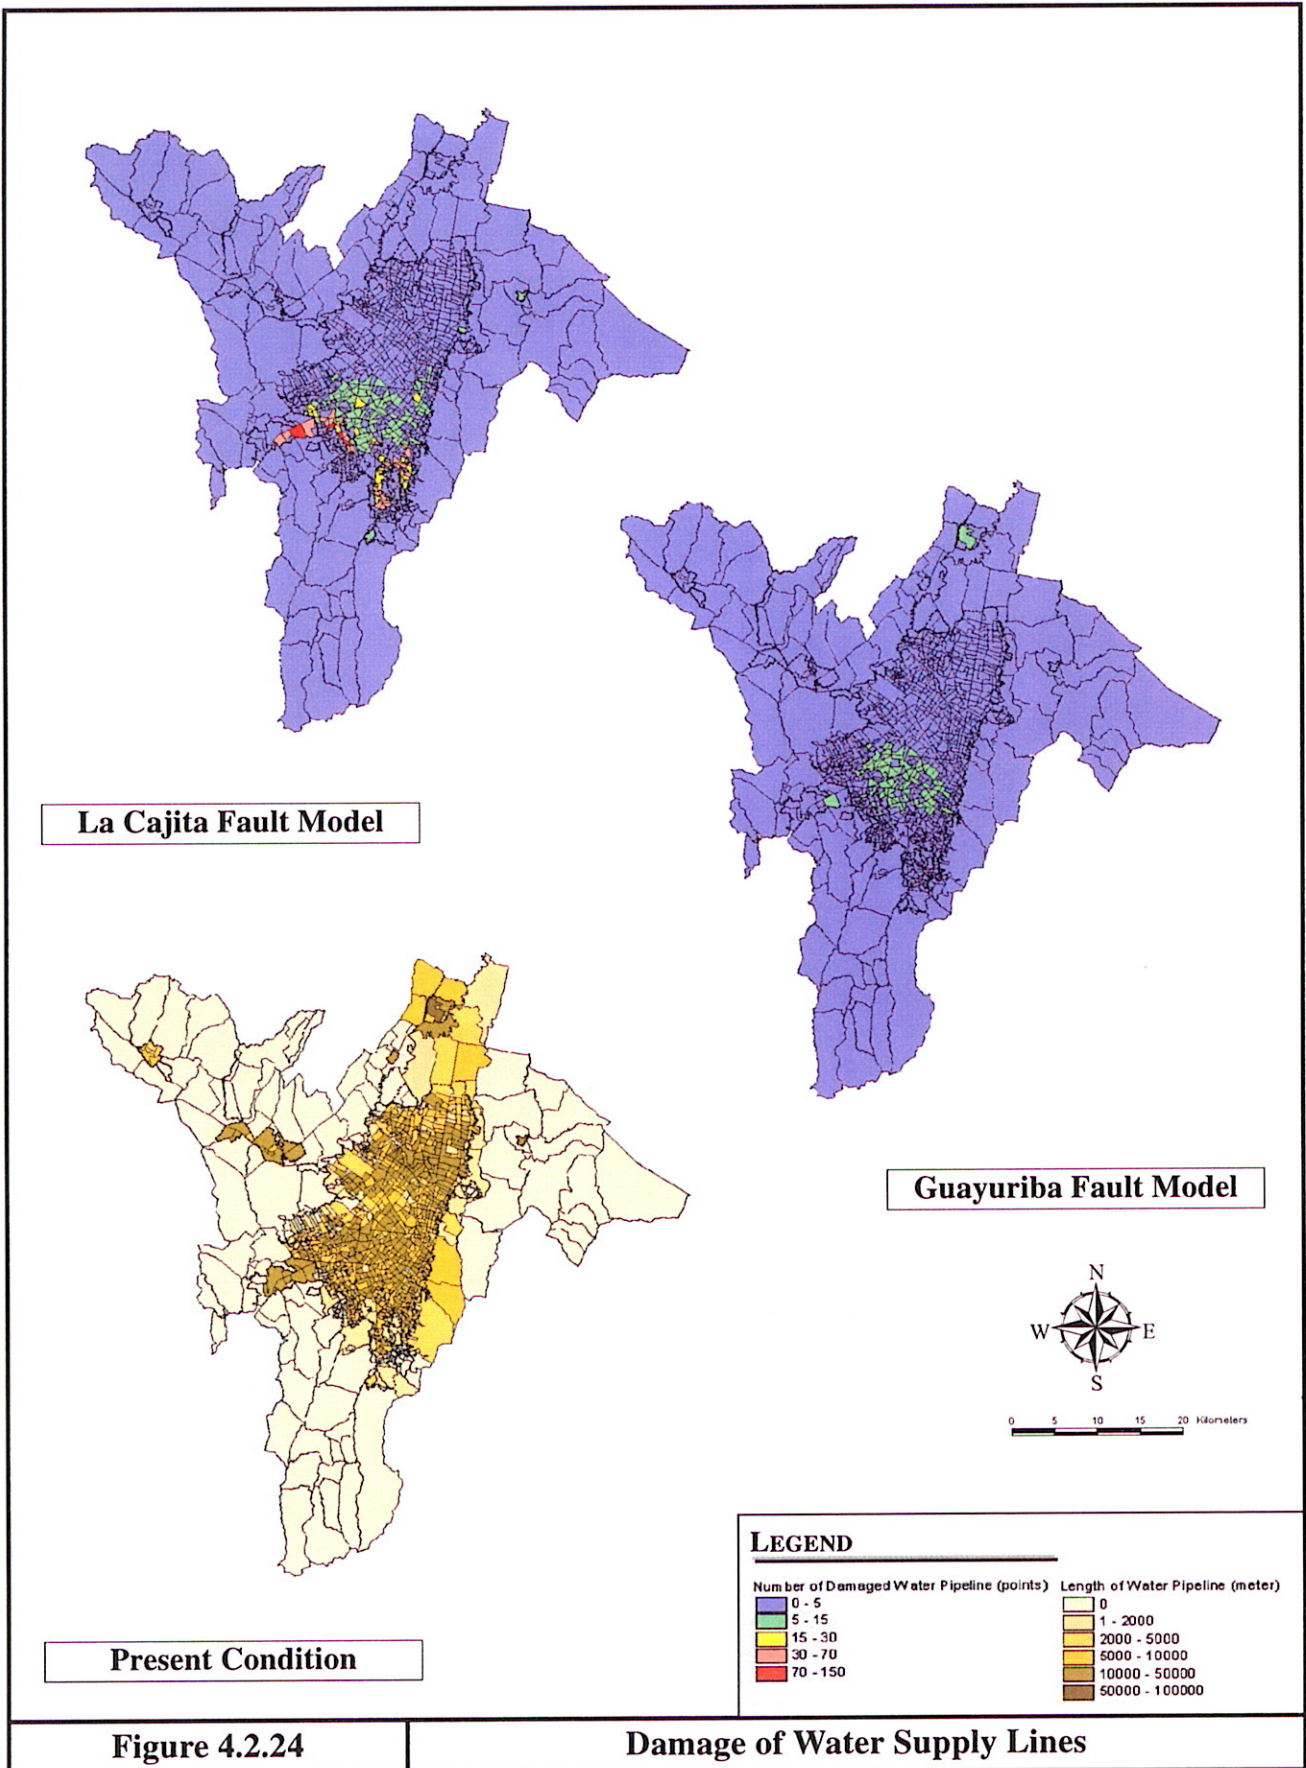 La Cajita Fault Model
Guayuriba Fault Model
N
W E
S
0 5 10 15 20 Kilometers
Present Condition
LEGEND
Number of Damaged Water Pipeline (points)
0 - 5
5 - 15
15 - 30
30 - 70
70 - 150
Length of Water Pipeline (meter)
0
1 - 2000
2000 - 5000
5000 - 10000
10000 - 50000
50000 - 100000
Figure 4.2.24
Damage of Water Supply Lines